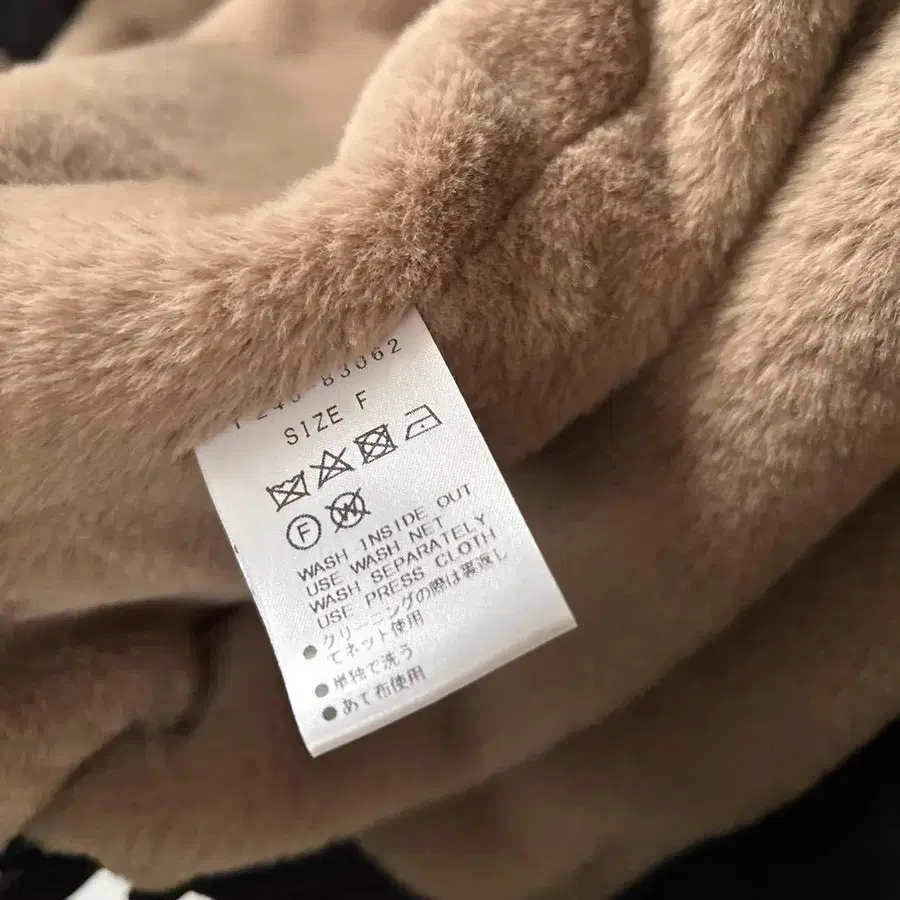 SIZE F
F
W
WASH INSIDE OUT
USE WASH NET
WASH SEPARATELY
USE PRESS CLOTH
●クリーニングの際は裏返し
てネット使用
●単独で洗う
●あて布使用